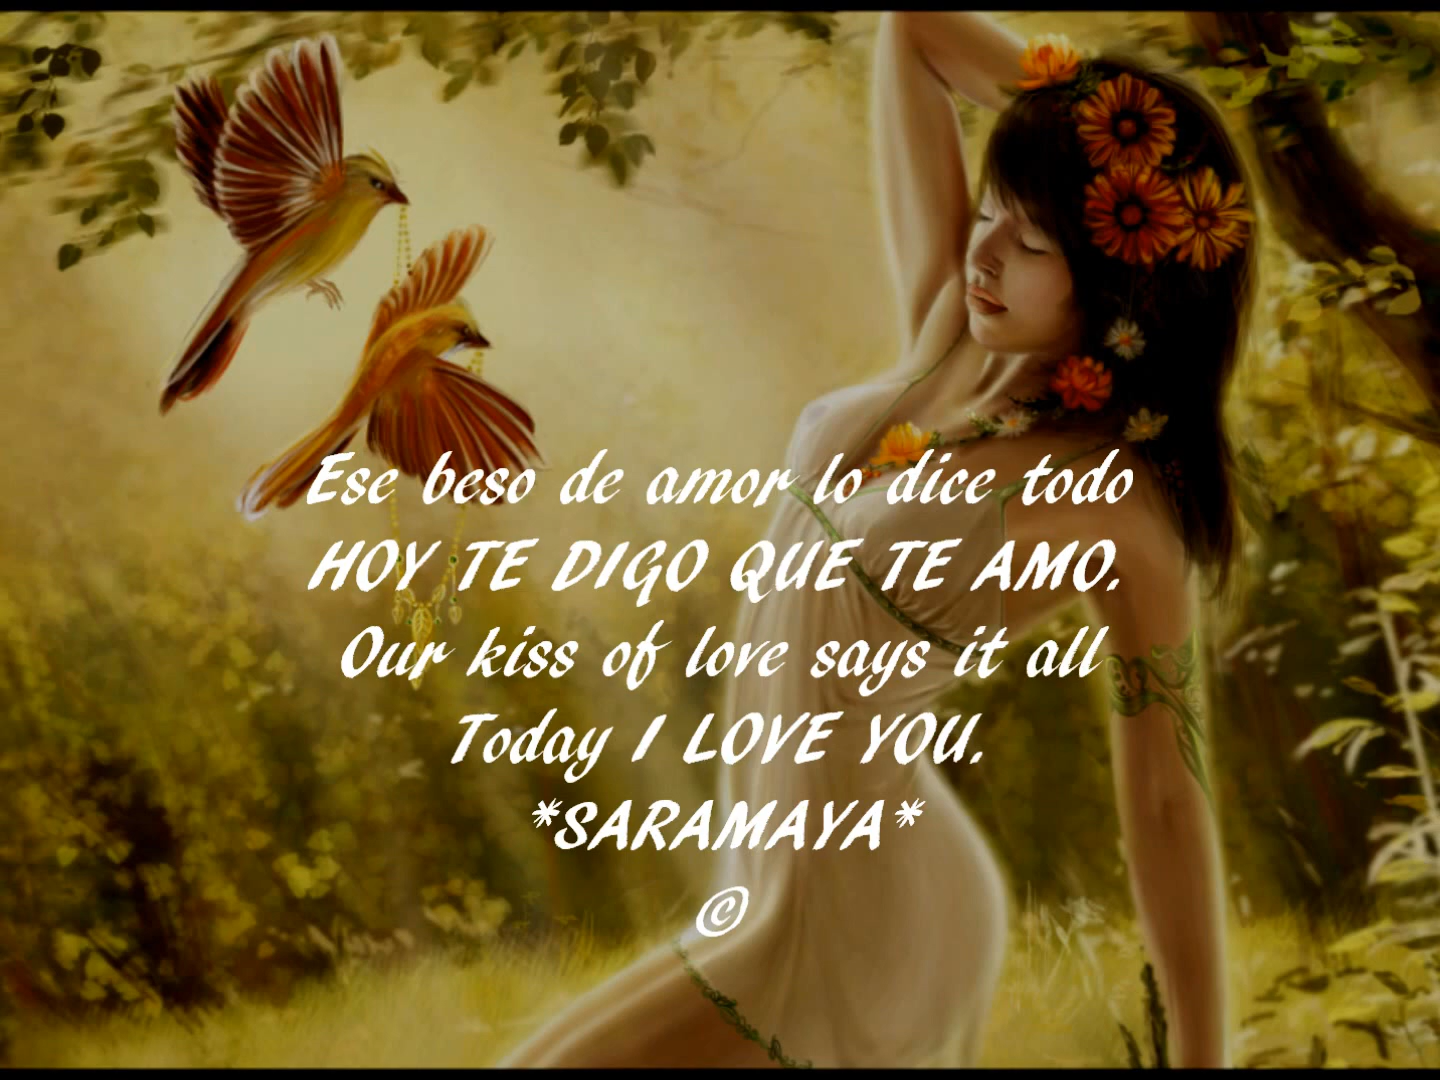 Ese beso de amor lo dice todo
HOY TE DIGO QUE TE AMO.
Our kiss of love says it all
Today I LOVE YOU.
*SARAMAYA*
©